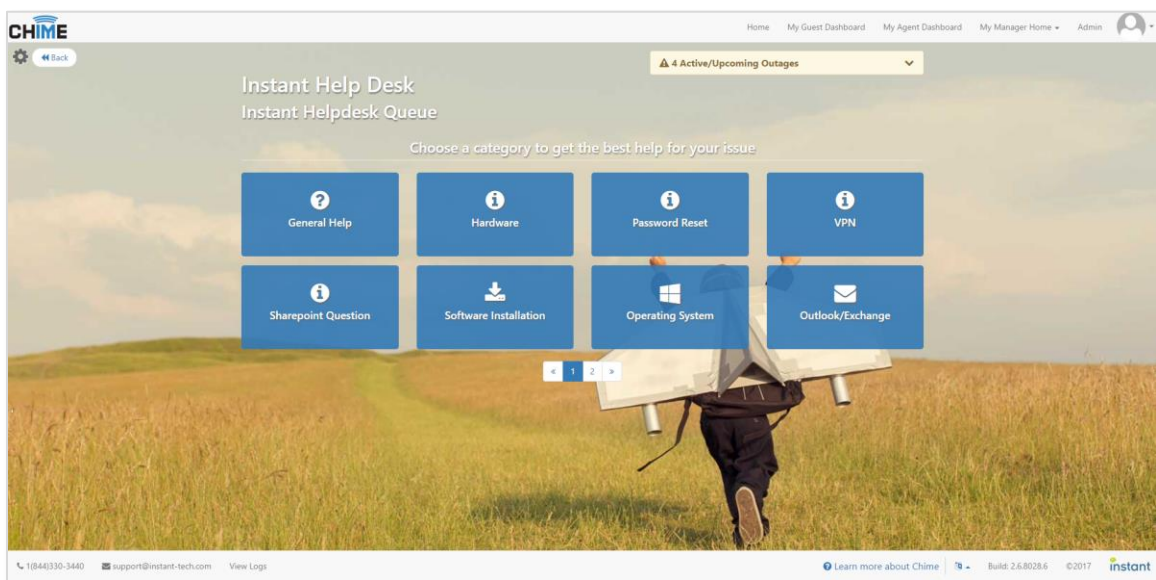 CHIME
Home My Guest Dashboard My Agent Dashboard My Manager Home Admin
Back
4 Active/Upcoming Outages
Instant Help Desk
Instant Helpdesk Queue
Choose a category to get the best help for your issue
General Help
Hardware
Password Reset
VPN
Sharepoint Question
Software Installation
Operating System
Outlook/Exchange
« 1 2 »
1(844)330-3440 support@instant-tech.com View Logs
Learn more about Chime Build: 2.6.8028.6 ©2017 instant